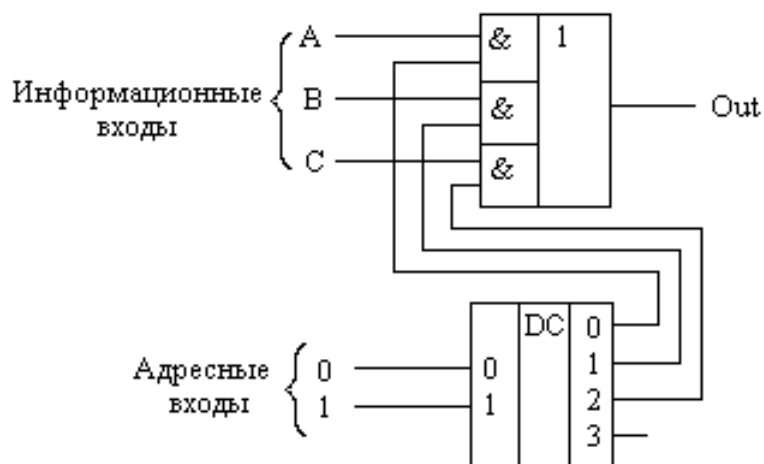 A
& 1
Информационные
входы
B
&
Out
C
&
DC 0
Адресные
входы
0
0
1
1
1
2
3